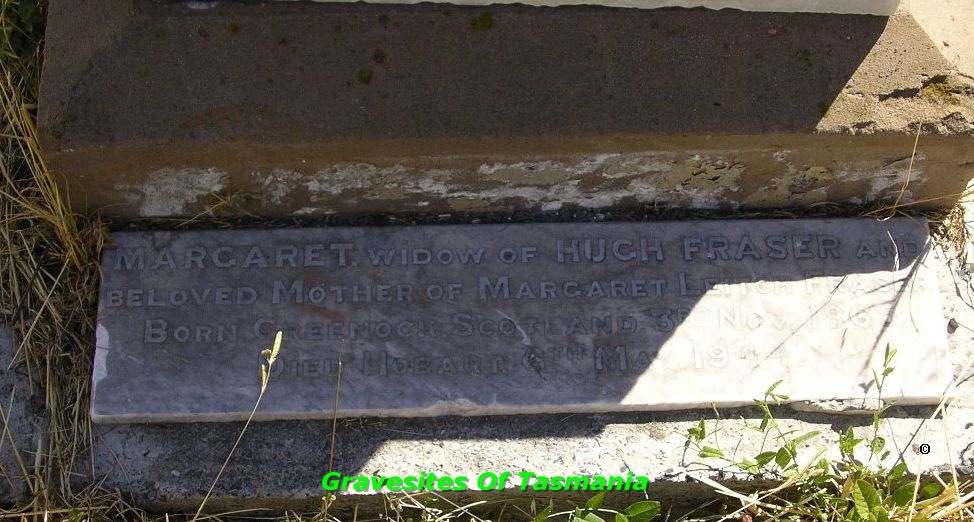 MARGARET. WIDOW OF HUGH FRASER AND
BELOVED MOTHER OF MARGARET LEITCH FRASER
BORN GREENOCK, SCOTLAND, 3RD NOV.
DIED HOBART 6TH MAY
©
Gravesites Of Tasmania